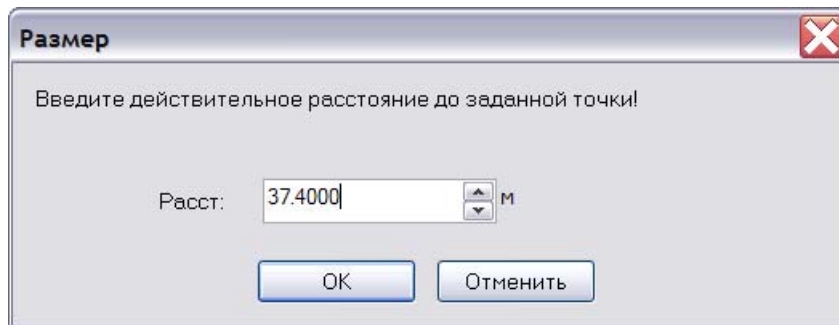 Размер
Введите действительное расстояние до заданной точки!
Расст: 37.4000 м
OK Отменить